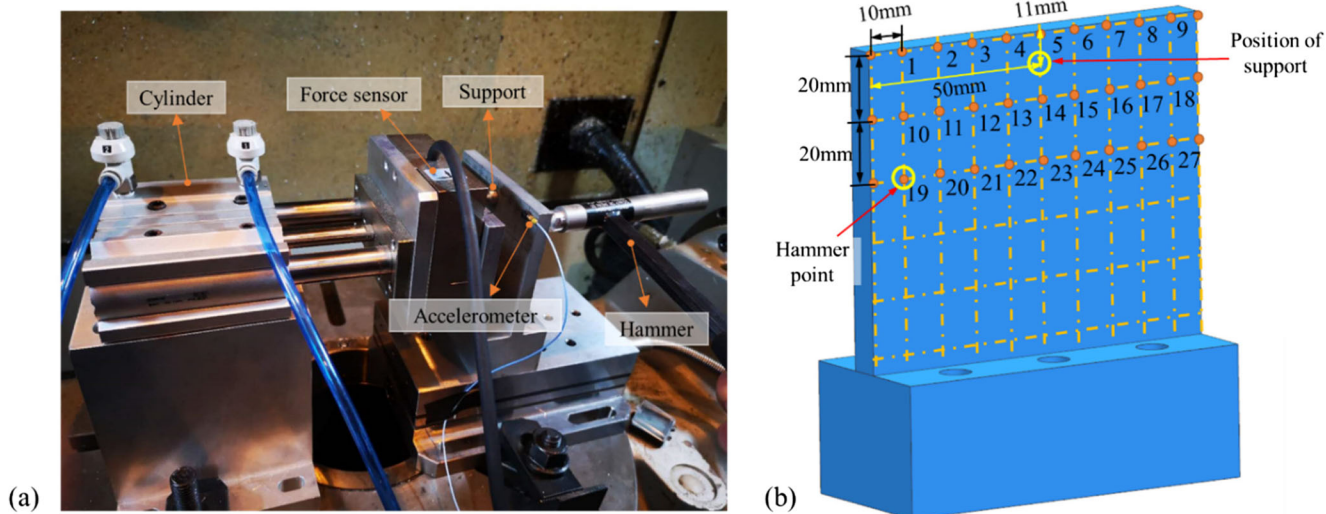 Cylinder
Force sensor
Support
Accelerometer
Hammer
(a)
10mm
11mm
1 2 3 4 5 6 7 8 9
Position of
support
20mm
50mm
10 11 12 13 14 15 16 17 18
20mm
19 20 21 22 23 24 25 26 27
Hammer
point
(b)